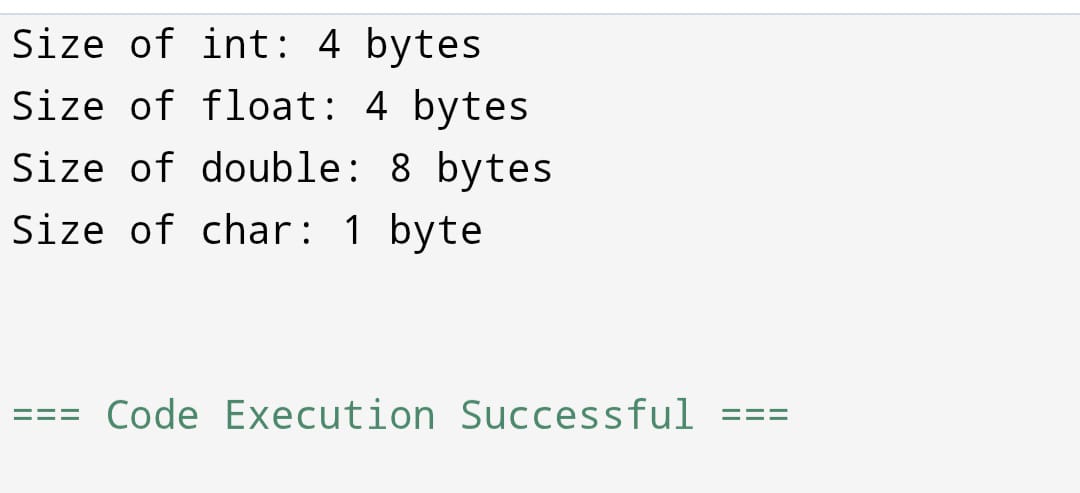 Size of int: 4 bytes
Size of float: 4 bytes
Size of double: 8 bytes
Size of char: 1 byte
=== Code Execution Successful ===